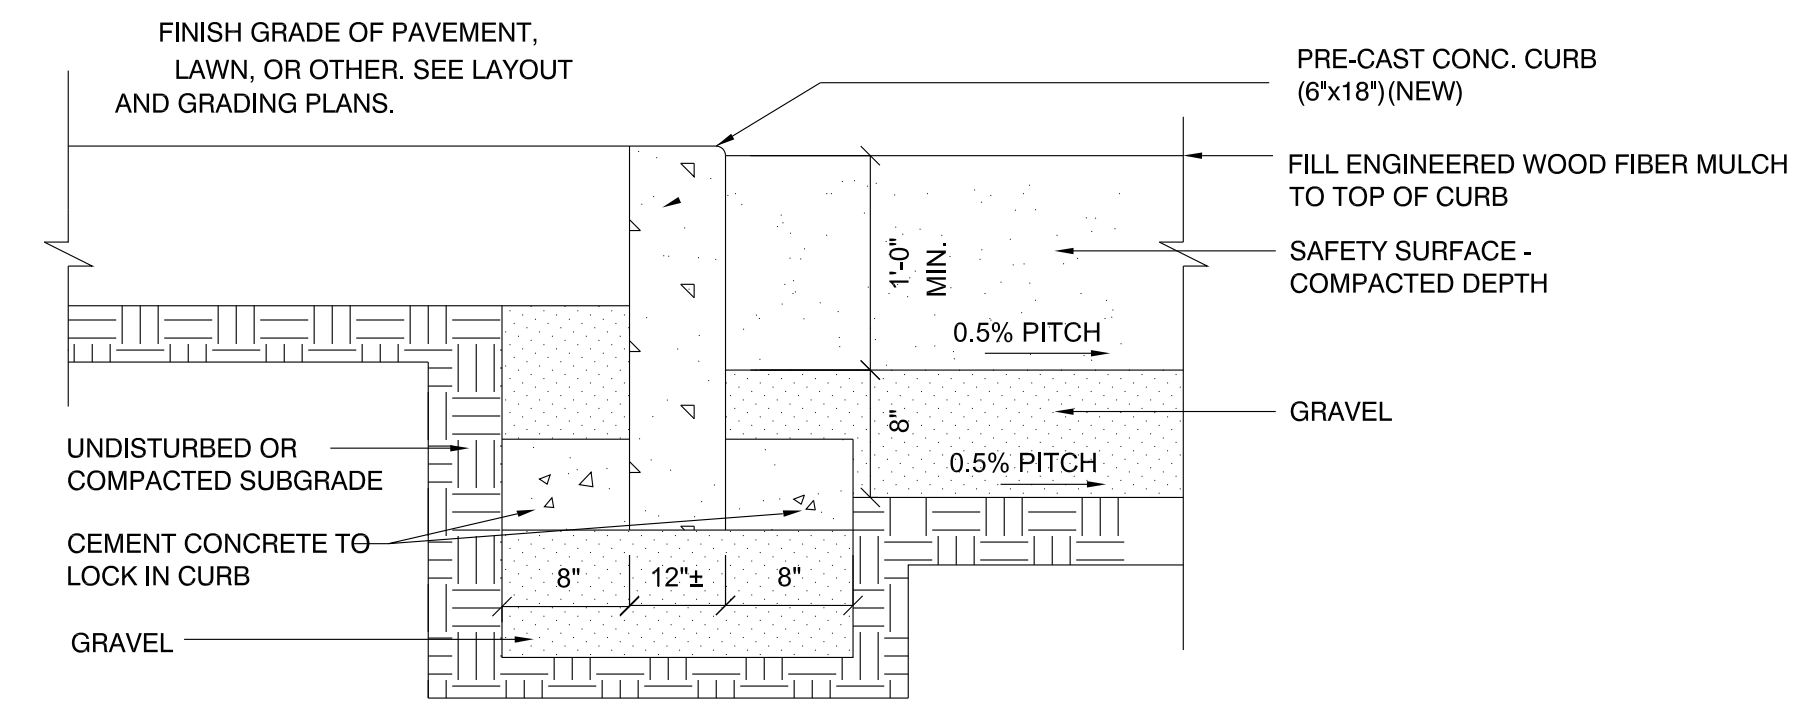 FINISH GRADE OF PAVEMENT,
LAWN, OR OTHER. SEE LAYOUT
AND GRADING PLANS.
PRE-CAST CONC. CURB
(6"x18")(NEW)
FILL ENGINEERED WOOD FIBER MULCH
TO TOP OF CURB
SAFETY SURFACE -
COMPACTED DEPTH
1'-0"
MIN.
0.5% PITCH
GRAVEL
8"
0.5% PITCH
UNDISTURBED OR
COMPACTED SUBGRADE
CEMENT CONCRETE TO
LOCK IN CURB
8"
12"±
8"
GRAVEL